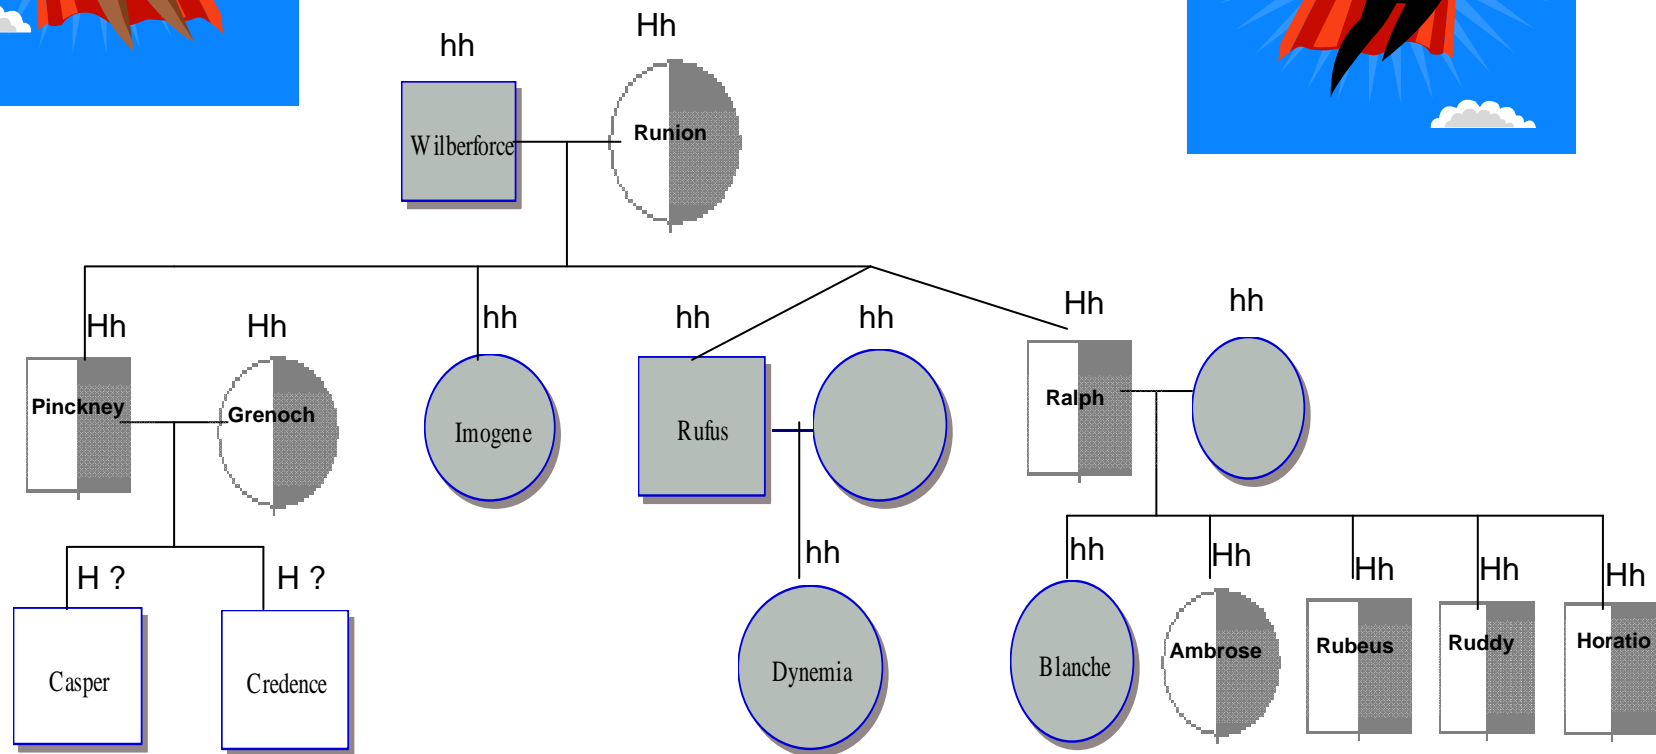 hh
Hh
Wilberforce
Runion
Hh
Hh
hh
hh
hh
Hh
hh
Pinckney
Grenoch
Imogene
Rufus
Ralph
H ?
H ?
hh
hh
Hh
Hh
Hh
Hh
Casper
Credence
Dynemia
Blanche
Ambrose
Rubeus
Ruddy
Horatio